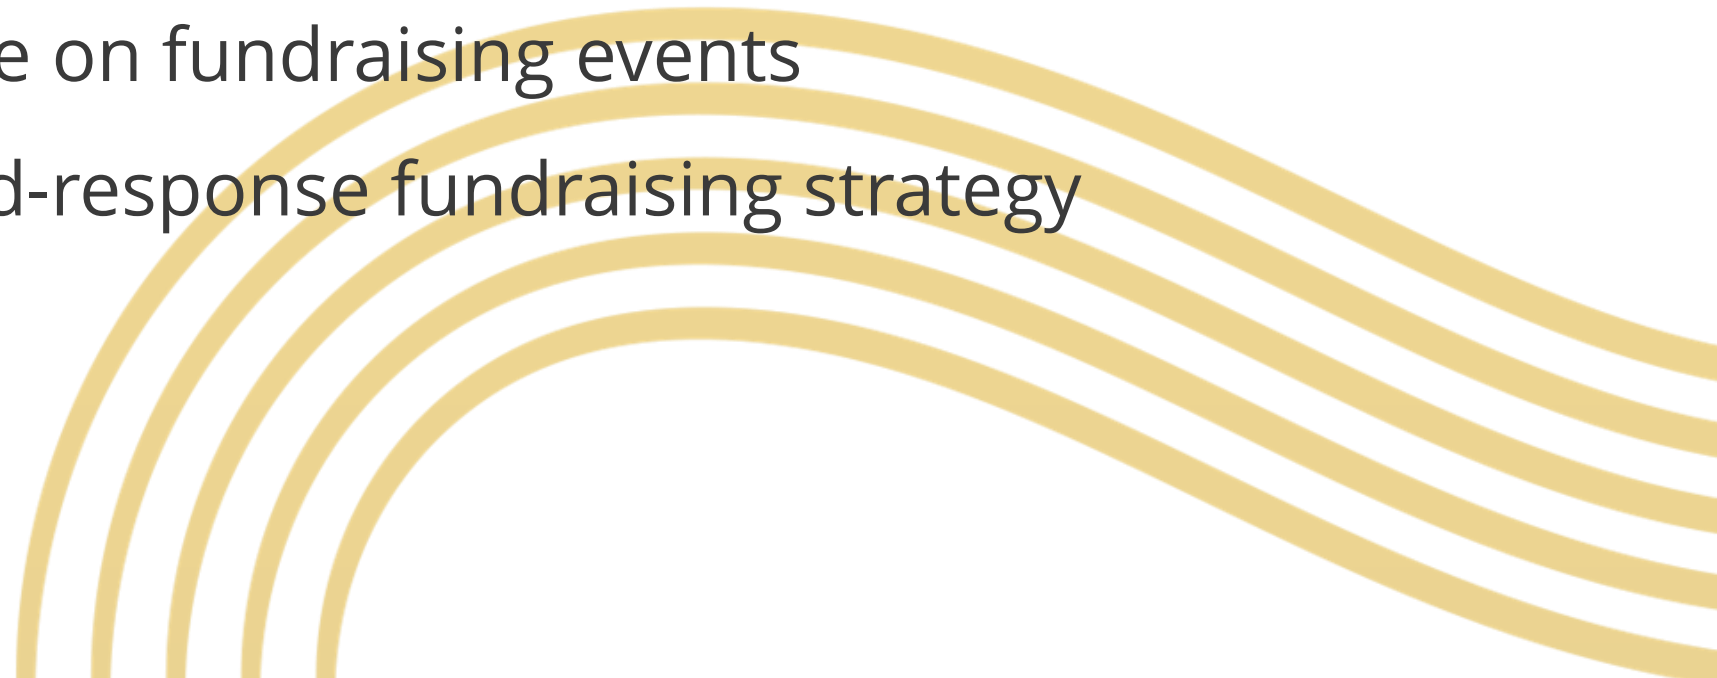 e on fundraising events
d-response fundraising strategy